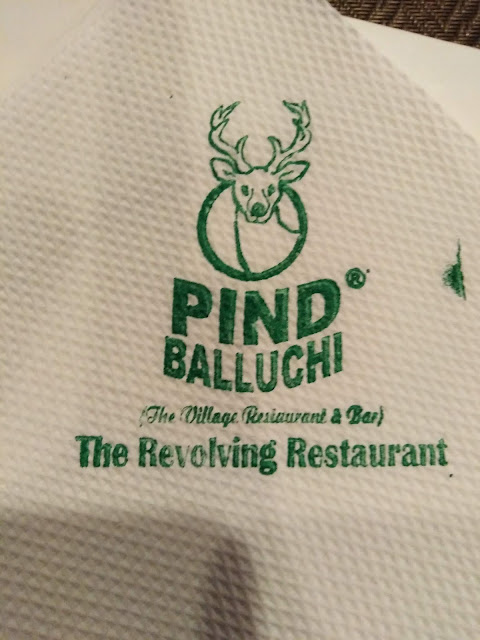 PIND®
BALLUCHI
(The Village Restaurant & Bar)
The Revolving Restaurant